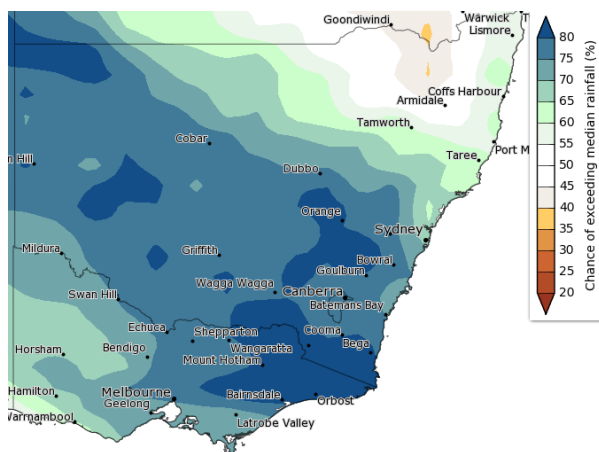 Goondiwindi
Warwick
T
Lismore
Coffs Harbour
Armidale
Tamworth
Port M
Taree
Cobar
n Hill
Dubbo
Orange
Sydney
Mildura
Griffith
Bowral
Goulburn
Wagga Wagga
Canberra
Swan Hill
Batemans Bay
Echuca
Shepparton
Cooma
Horsham
Bendigo
Wangaratta
Bega
Mount Hotham
Hamilton
Melbourne
Bairnsdale
Orbost
Geelong
Warrnambool
Latrobe Valley
80
75
70
65
60
55
50
45
40
35
30
25
20
Chance of exceeding median rainfall (%)